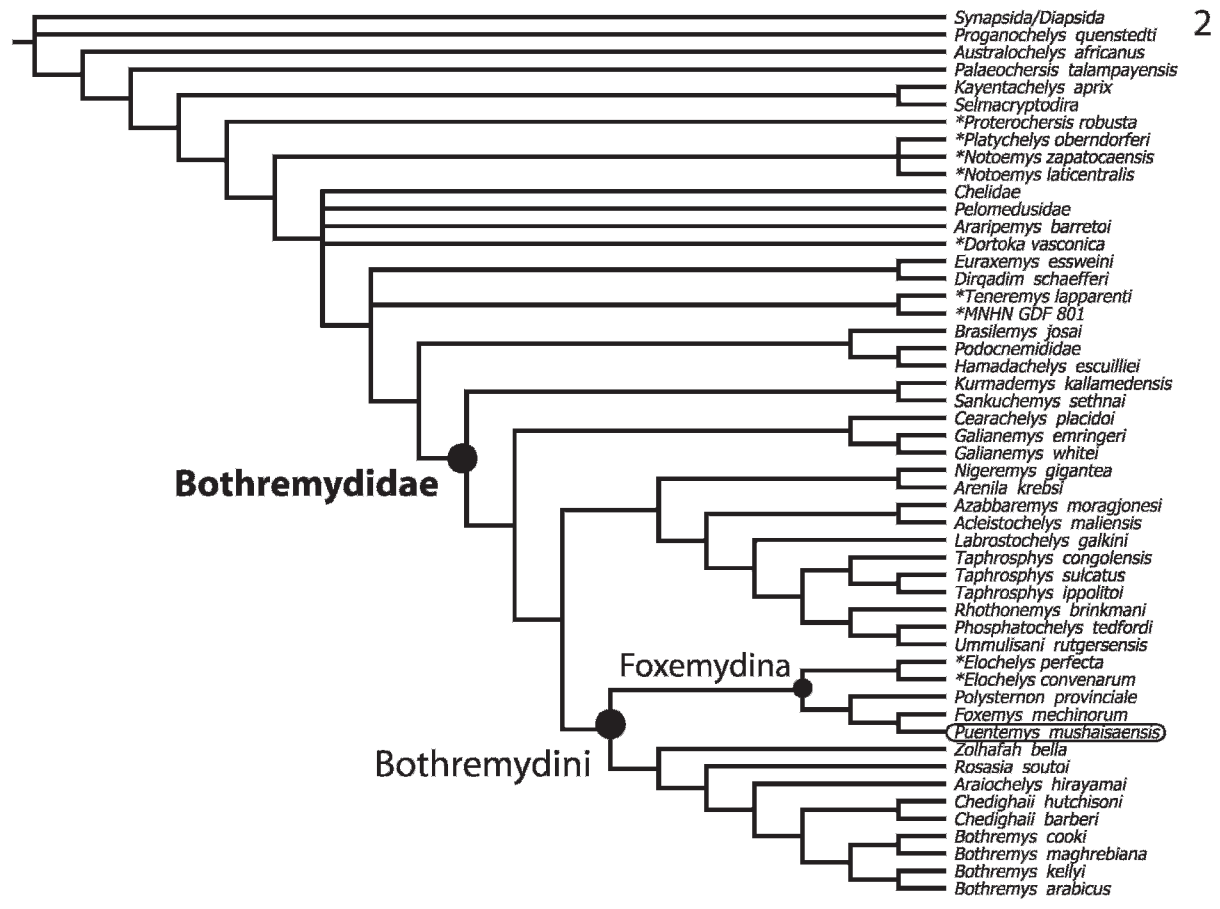 2
Synapsida/Diapsida
Proganochelys quenstedti
Australochelys africanus
Palaeochersis talampayensis
Kayentachelys aprix
Selmacryptodira
*Proterochersis robusta
*Platychelys oberndorferi
*Notoemys zapatocaensis
*Notoemys laticentralis
Chelidae
Pelomedusidae
Araripemys barretoi
*Dortoka vasconica
Euraxemys essweini
Dirqadim schaefferi
*Teneremys lapparenti
*MNHN GDF 801
Brasilemys josai
Podocnemididae
Hamadachelys escuilliei
Kurmademys kallamedensis
Sankuchemys sethnai
Cearachelys placidoi
Galianemys emringeri
Galianemys whitei
Bothremydidae
Nigeremys gigantea
Arenila krebsi
Azabbaremys moragjonesi
Acleistochelys maliensis
Labrostochelys galkini
Taphrosphys congolensis
Taphrosphys sulcatus
Taphrosphys ippolitoi
Rhothonemys brinkmani
Phosphatochelys tedfordi
Ummulisani rutgersensis
Foxemydina
*Elochelys perfecta
*Elochelys convenarum
Polysternon provinciale
Foxemys mechinorum
Puentemys mushaisaensis
Bothremydini
Zolhafah bella
Rosasia soutoi
Araiochelys hirayamai
Chedighaii hutchisoni
Chedighaii barberi
Bothremys cooki
Bothremys maghrebiana
Bothremys kellyi
Bothremys arabicus